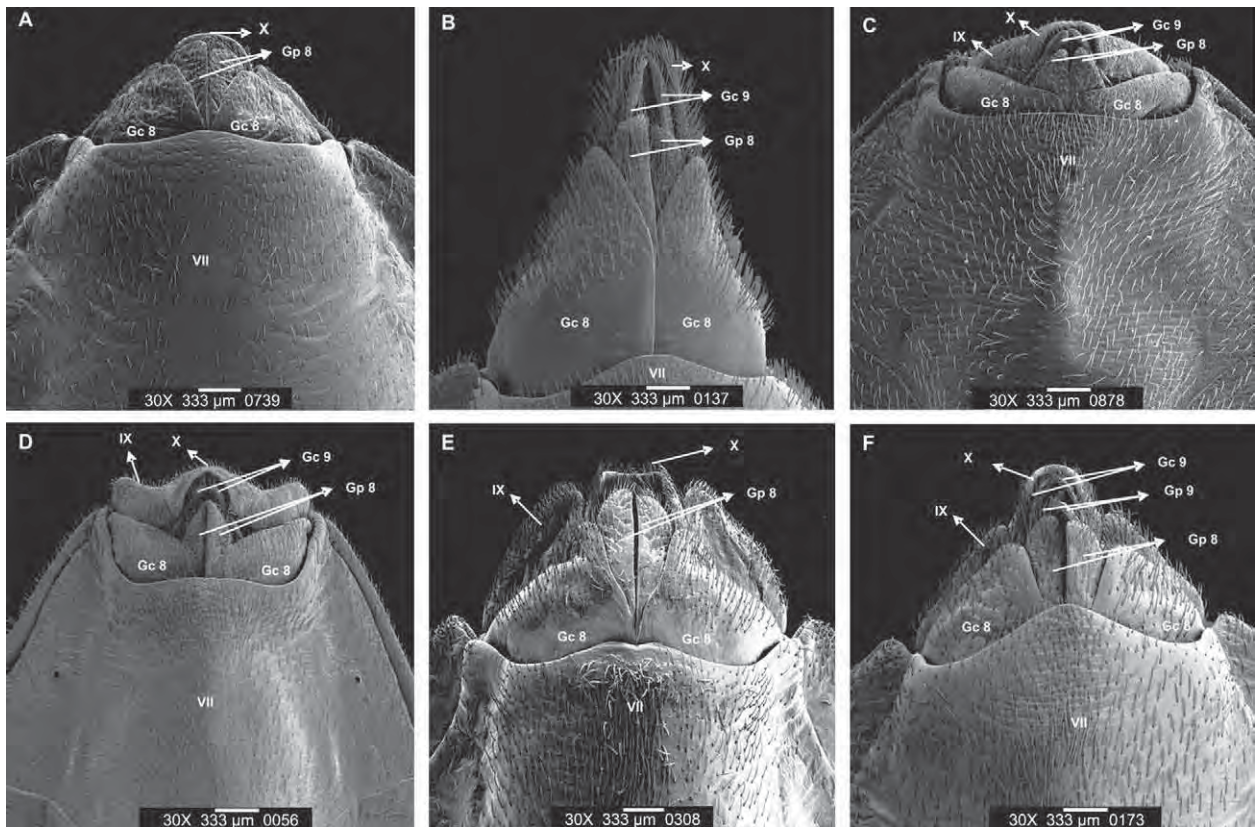 A
X
Gp 8
Gc 8 Gc 8
VII
30X 333 µm 0739
B
X
Gc 9
Gp 8
Gc 8 Gc 8
VII
30X 333 µm 0137
C
X
Gc 9
IX
Gp 8
Gc 8 Gc 8
VII
30X 333 µm 0878
D
IX X
Gc 9
Gp 8
Gc 8 Gc 8
VII
30X 333 µm 0056
E
X
IX
Gp 8
Gc 8 Gc 8
VII
30X 333 µm 0308
F
X
Gc 9
Gp 9
IX
Gp 8
Gc 8 Gc 8
VII
30X 333 µm 0173